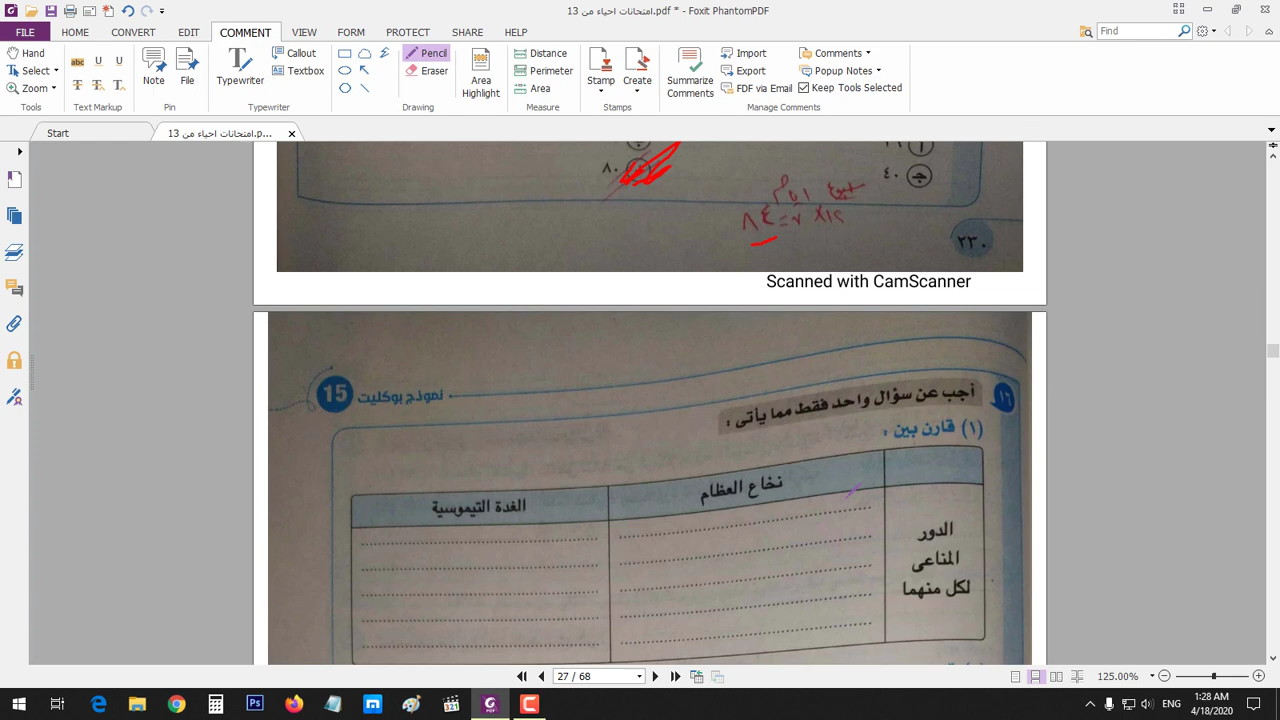 امتحانات احياء من 13.pdf * - Foxit PhantomPDF
FILE HOME CONVERT EDIT COMMENT VIEW FORM PROTECT SHARE HELP
Find
Hand
Select
Zoom
Tools
Text Markup
Note
File
Pin
Typewriter
Callout
Textbox
Typewriter
Pencil
Eraser
Drawing
Area Highlight
Distance
Perimeter
Area
Measure
Stamp
Create
Stamps
Summarize Comments
Import
Export
FDF via Email
Comments
Popup Notes
Keep Tools Selected
Manage Comments
Start
امتحانات احياء من 13.p...
ج ٤٠
٨٠
١٢ × ٧ = ٨٤
٢٣٠
Scanned with CamScanner
نموذج بوكليت 15
١٦ أجب عن سؤال واحد فقط مما يأتى :
(١) قارن بين :
نخاع العظام
الغدة التيموسية
الدور
المناعى
لكل منهما
27 / 68
125.00%
1:28 AM
4/18/2020